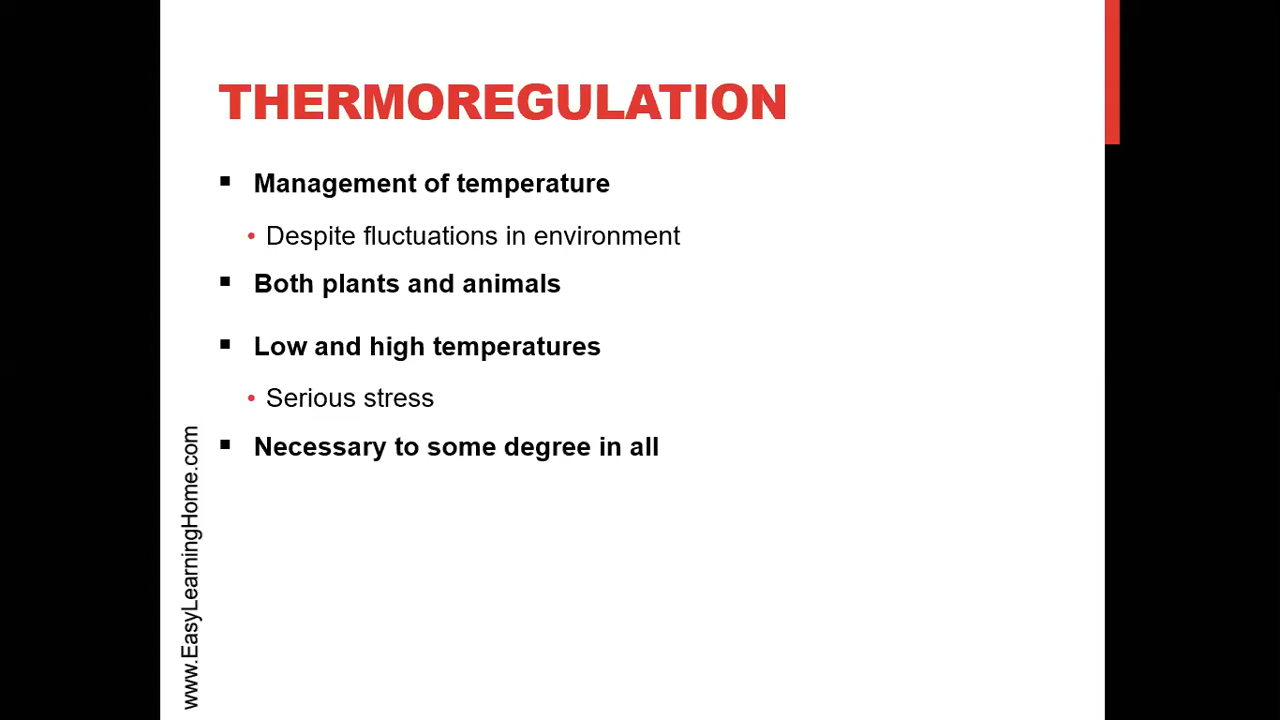 THERMOREGULATION
▪ Management of temperature
• Despite fluctuations in environment
▪ Both plants and animals
▪ Low and high temperatures
• Serious stress
▪ Necessary to some degree in all
www.EasyLearningHome.com